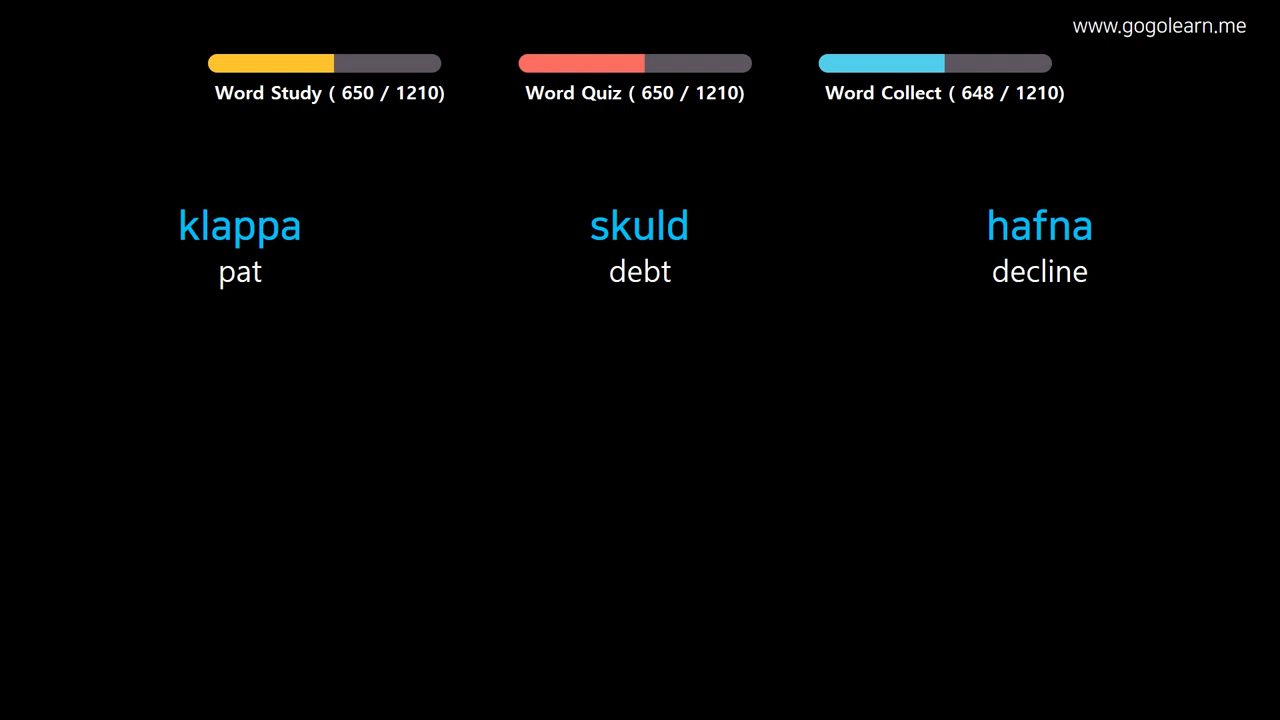 www.gogolearn.me
Word Study ( 650 / 1210)
Word Quiz ( 650 / 1210)
Word Collect ( 648 / 1210)
klappa
pat
skuld
debt
hafna
decline